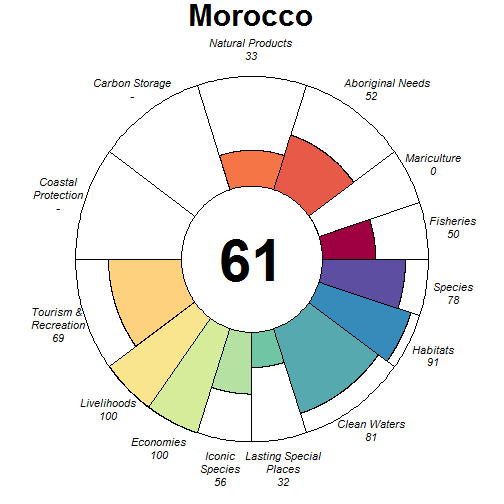 Morocco
Natural Products
33
Carbon Storage
-
Aboriginal Needs
52
Mariculture
0
Coastal
Protection
-
Fisheries
50
61
Species
78
Tourism &
Recreation
69
Habitats
91
Livelihoods
100
Clean Waters
81
Economies
100
Iconic
Species
56
Lasting Special
Places
32